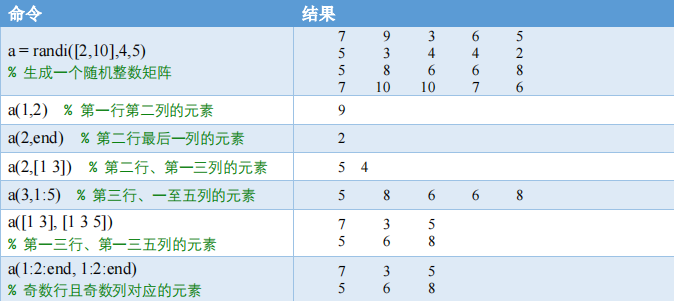 命令 结果
a = randi([2,10],4,5)
% 生成一个随机整数矩阵
7 9 3 6 5
5 3 4 4 2
5 8 6 6 8
7 10 10 7 6
a(1,2) % 第一行第二列的元素 9
a(2,end) % 第二行最后一列的元素 2
a(2,[1 3]) % 第二行、第一三列的元素 5 4
a(3,1:5) % 第三行、一至五列的元素 5 8 6 6 8
a([1 3], [1 3 5])
% 第一三行、第一三五列的元素
7 3 5
5 6 8
a(1:2:end, 1:2:end)
% 奇数行且奇数列对应的元素
7 3 5
5 6 8